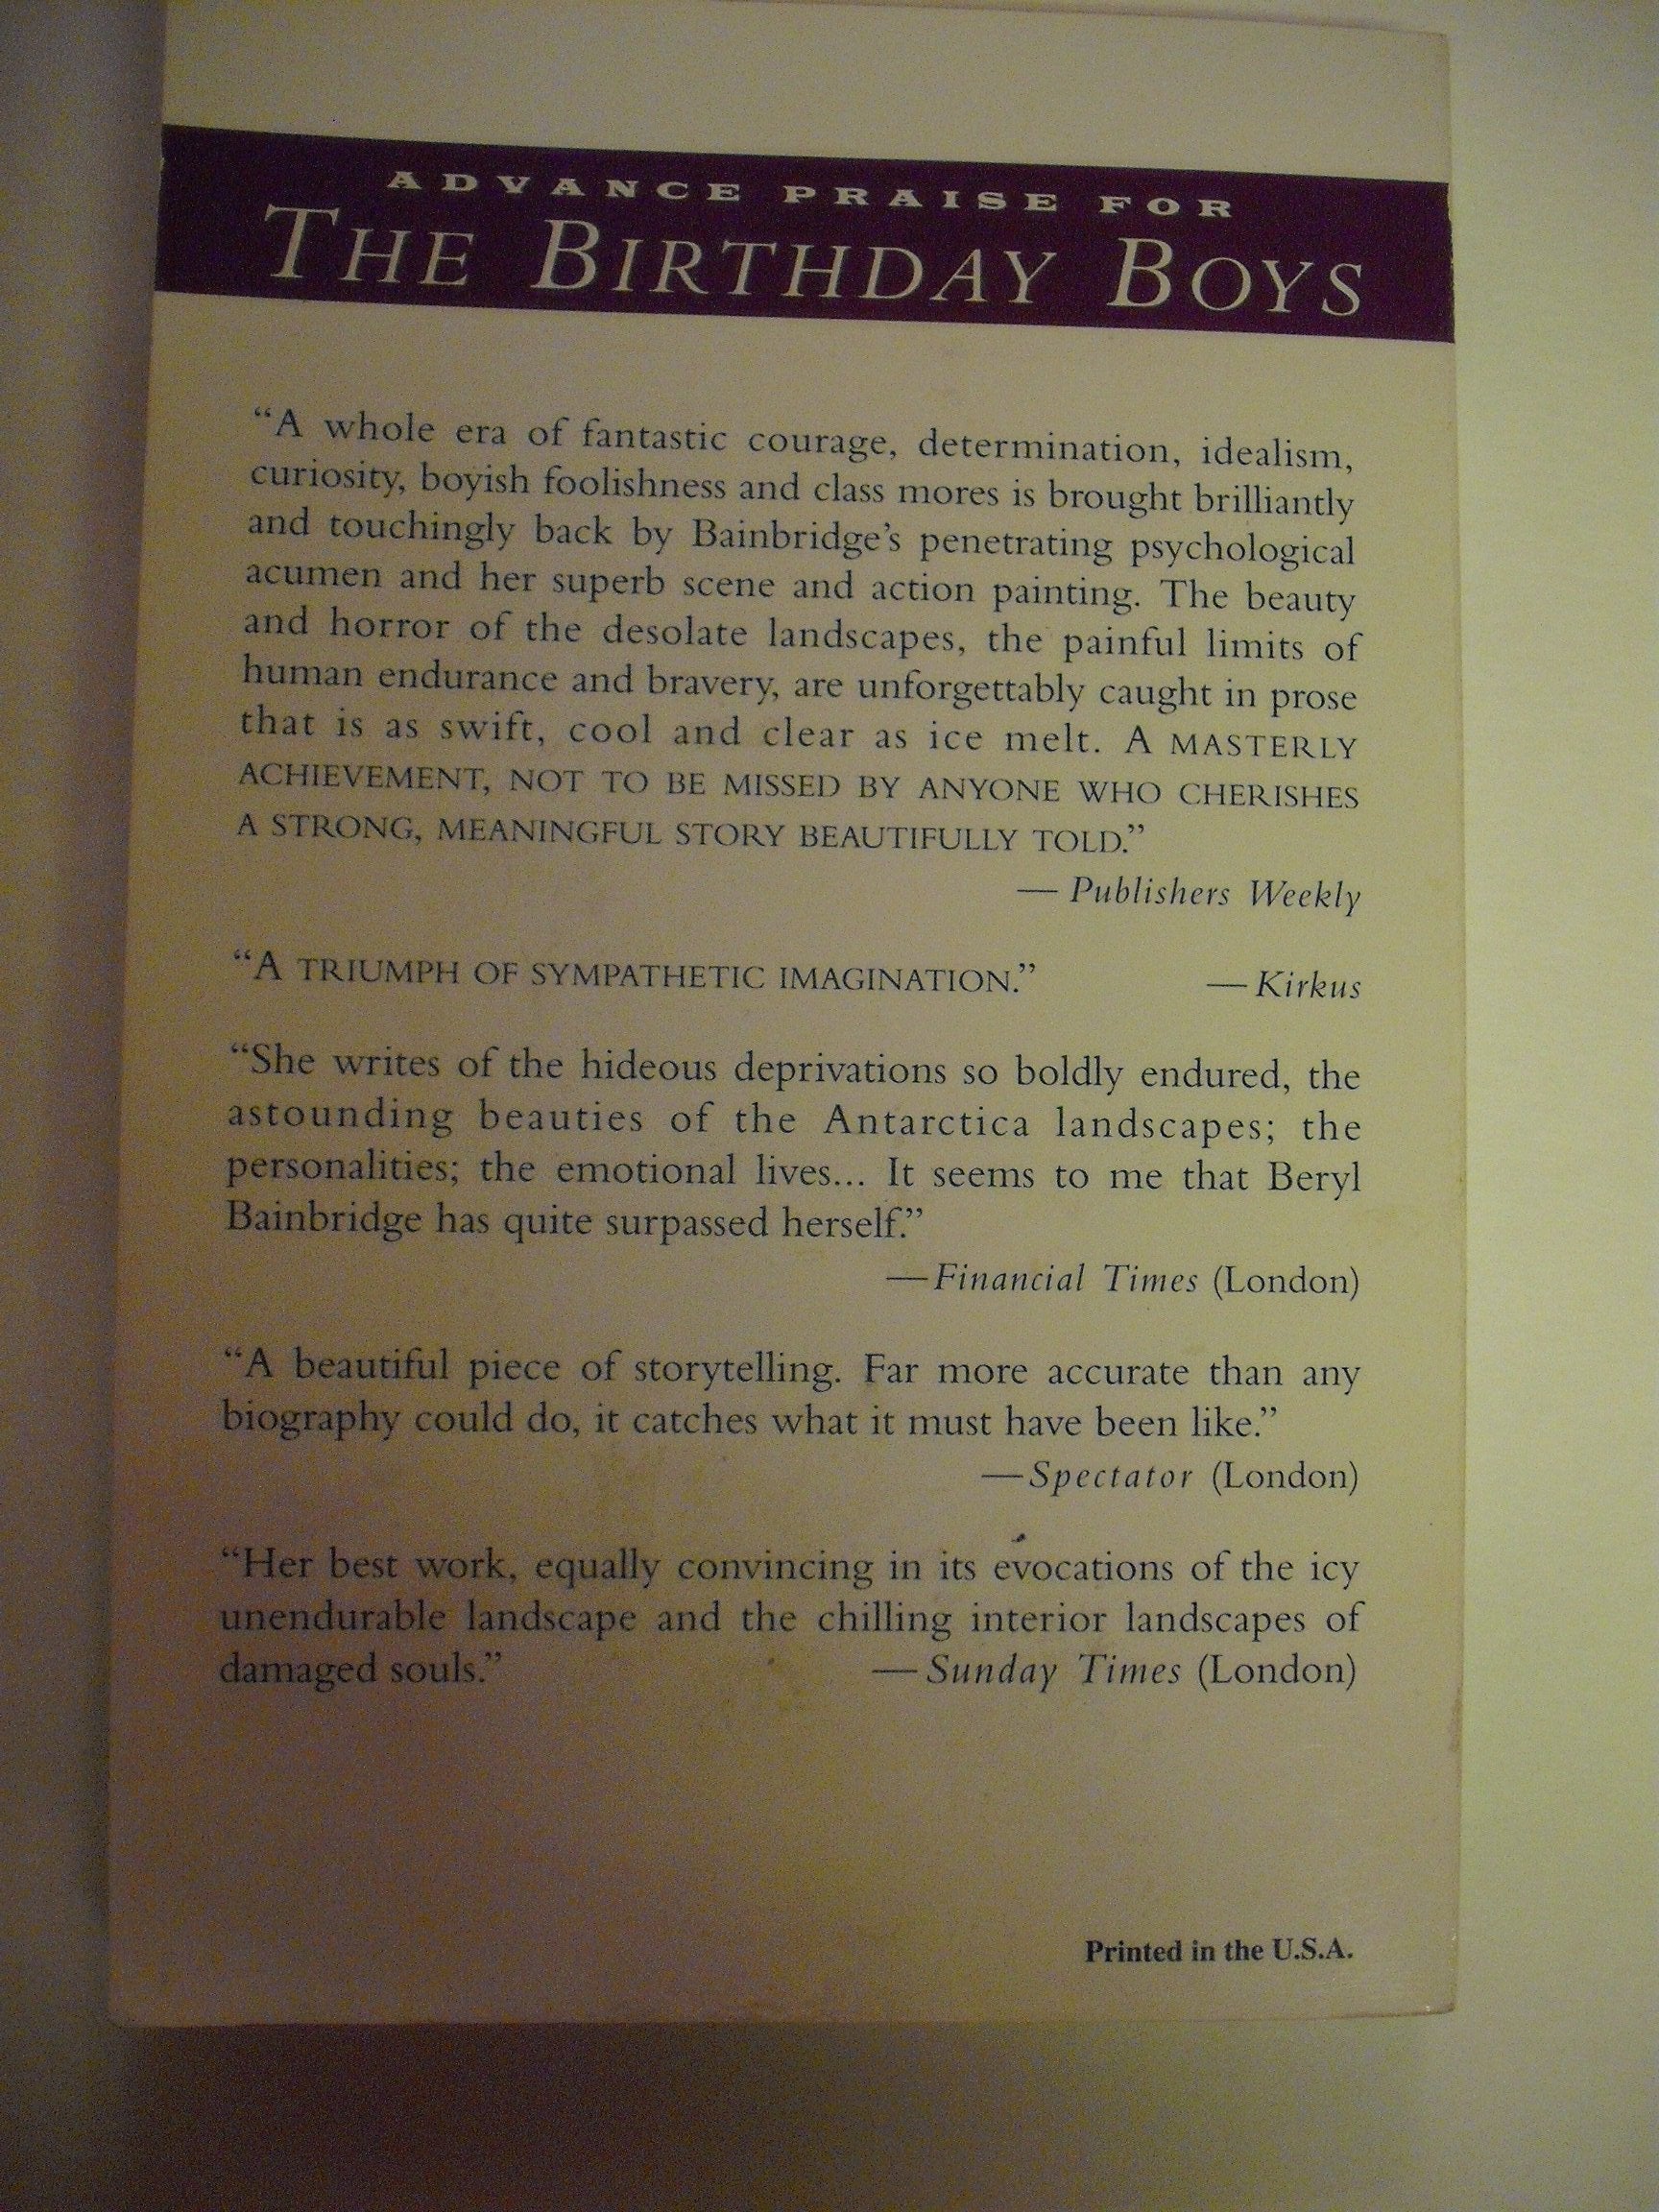 ADVANCE PRAISE FOR
THE BIRTHDAY BOYS
“A whole era of fantastic courage, determination, idealism,
curiosity, boyish foolishness and class mores is brought brilliantly
and touchingly back by Bainbridge’s penetrating psychological
acumen and her superb scene and action painting. The beauty
and horror of the desolate landscapes, the painful limits of
human endurance and bravery, are unforgettably caught in prose
that is as swift, cool and clear as ice melt. A MASTERLY
ACHIEVEMENT, NOT TO BE MISSED BY ANYONE WHO CHERISHES
A STRONG, MEANINGFUL STORY BEAUTIFULLY TOLD.”
— Publishers Weekly
“A TRIUMPH OF SYMPATHETIC IMAGINATION.” —Kirkus
“She writes of the hideous deprivations so boldly endured, the
astounding beauties of the Antarctica landscapes; the
personalities; the emotional lives... It seems to me that Beryl
Bainbridge has quite surpassed herself.”
—Financial Times (London)
“A beautiful piece of storytelling. Far more accurate than any
biography could do, it catches what it must have been like.”
—Spectator (London)
“Her best work, equally convincing in its evocations of the icy
unendurable landscape and the chilling interior landscapes of
damaged souls.” —Sunday Times (London)
Printed in the U.S.A.